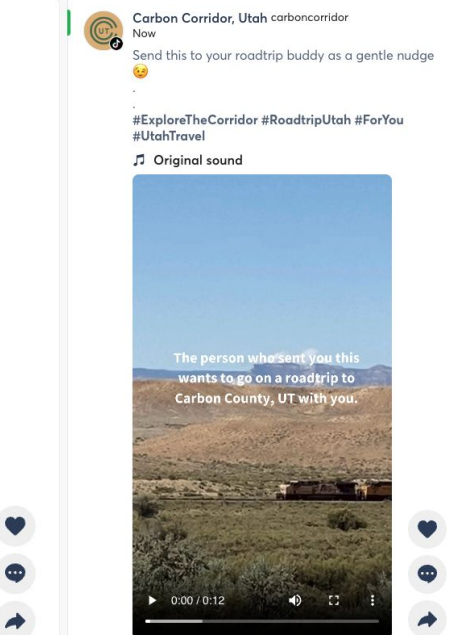 Carbon Corridor, Utah carboncorridor
Now
Send this to your roadtrip buddy as a gentle nudge
😉
.
.
#ExploreTheCorridor #RoadtripUtah #ForYou
#UtahTravel
Original sound
The person who sent you this
wants to go on a roadtrip to
Carbon County, UT with you.
0:00 / 0:12